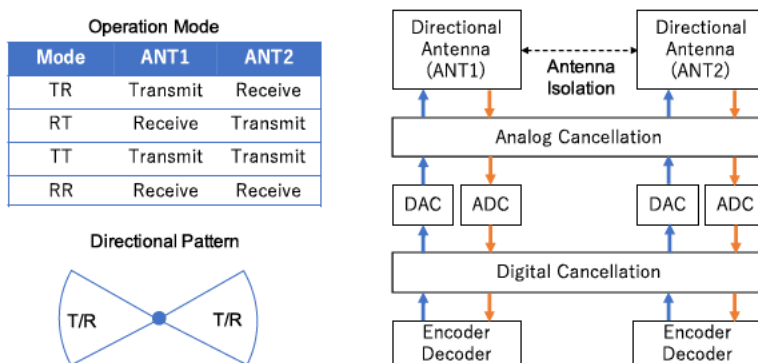 Operation Mode
Mode ANT1 ANT2
TR Transmit Receive
RT Receive Transmit
TT Transmit Transmit
RR Receive Receive
Directional Pattern
T/R T/R
Directional
Antenna
(ANT1)
Antenna
Isolation
Directional
Antenna
(ANT2)
Analog Cancellation
DAC ADC DAC ADC
Digital Cancellation
Encoder
Decoder
Encoder
Decoder